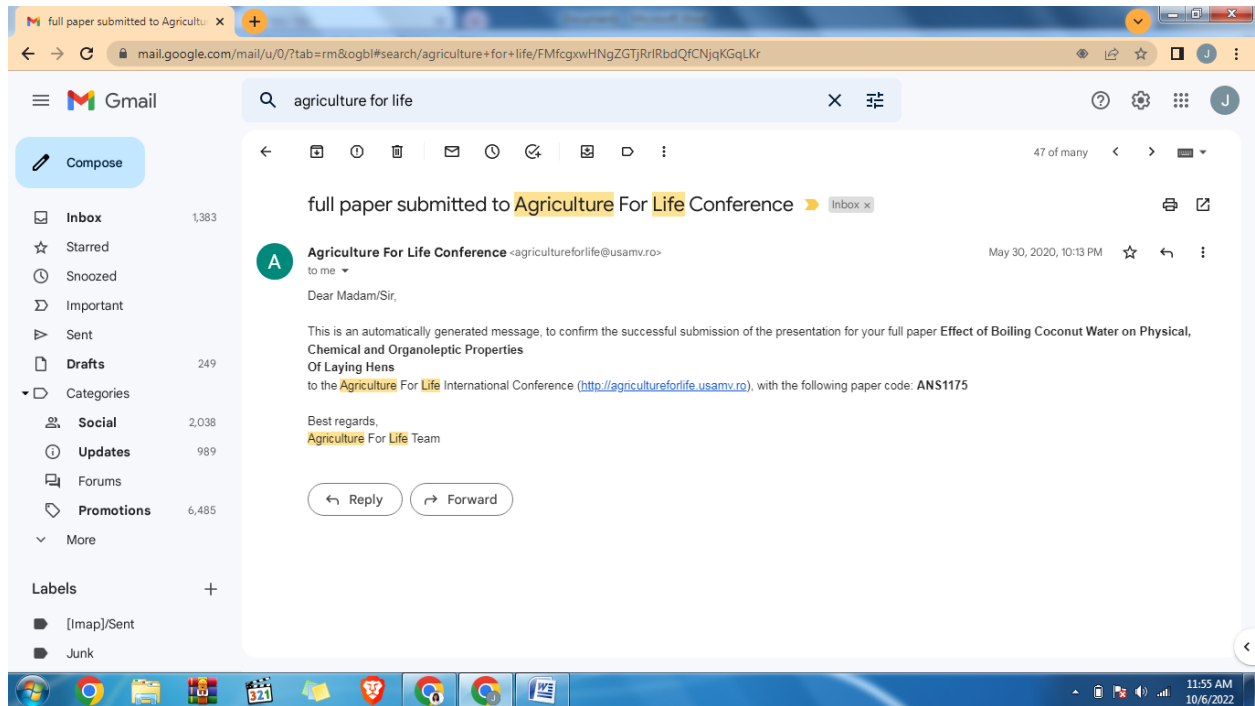 full paper submitted to Agricultu
mail.google.com/mail/u/0/?tab=rm&ogbl#search/agriculture+for+life/FMfcgxwHNgZGTjRrlRbdQfCNjqKGqLKr
J
Gmail
agriculture for life
J
Compose
47 of many
full paper submitted to Agriculture For Life Conference Inbox x
Inbox 1,383
Starred
Snoozed
Important
Sent
Drafts 249
Categories
Social 2,038
Updates 989
Forums
Promotions 6,485
More
Labels
[Imap]/Sent
Junk
A
Agriculture For Life Conference <agricultureforlife@usamv.ro> May 30, 2020, 10:13 PM
to me
Dear Madam/Sir,
This is an automatically generated message, to confirm the successful submission of the presentation for your full paper Effect of Boiling Coconut Water on Physical,
Chemical and Organoleptic Properties
Of Laying Hens
to the Agriculture For Life International Conference (http://agricultureforlife.usamv.ro), with the following paper code: ANS1175
Best regards,
Agriculture For Life Team
Reply Forward
321
11:55 AM
10/6/2022